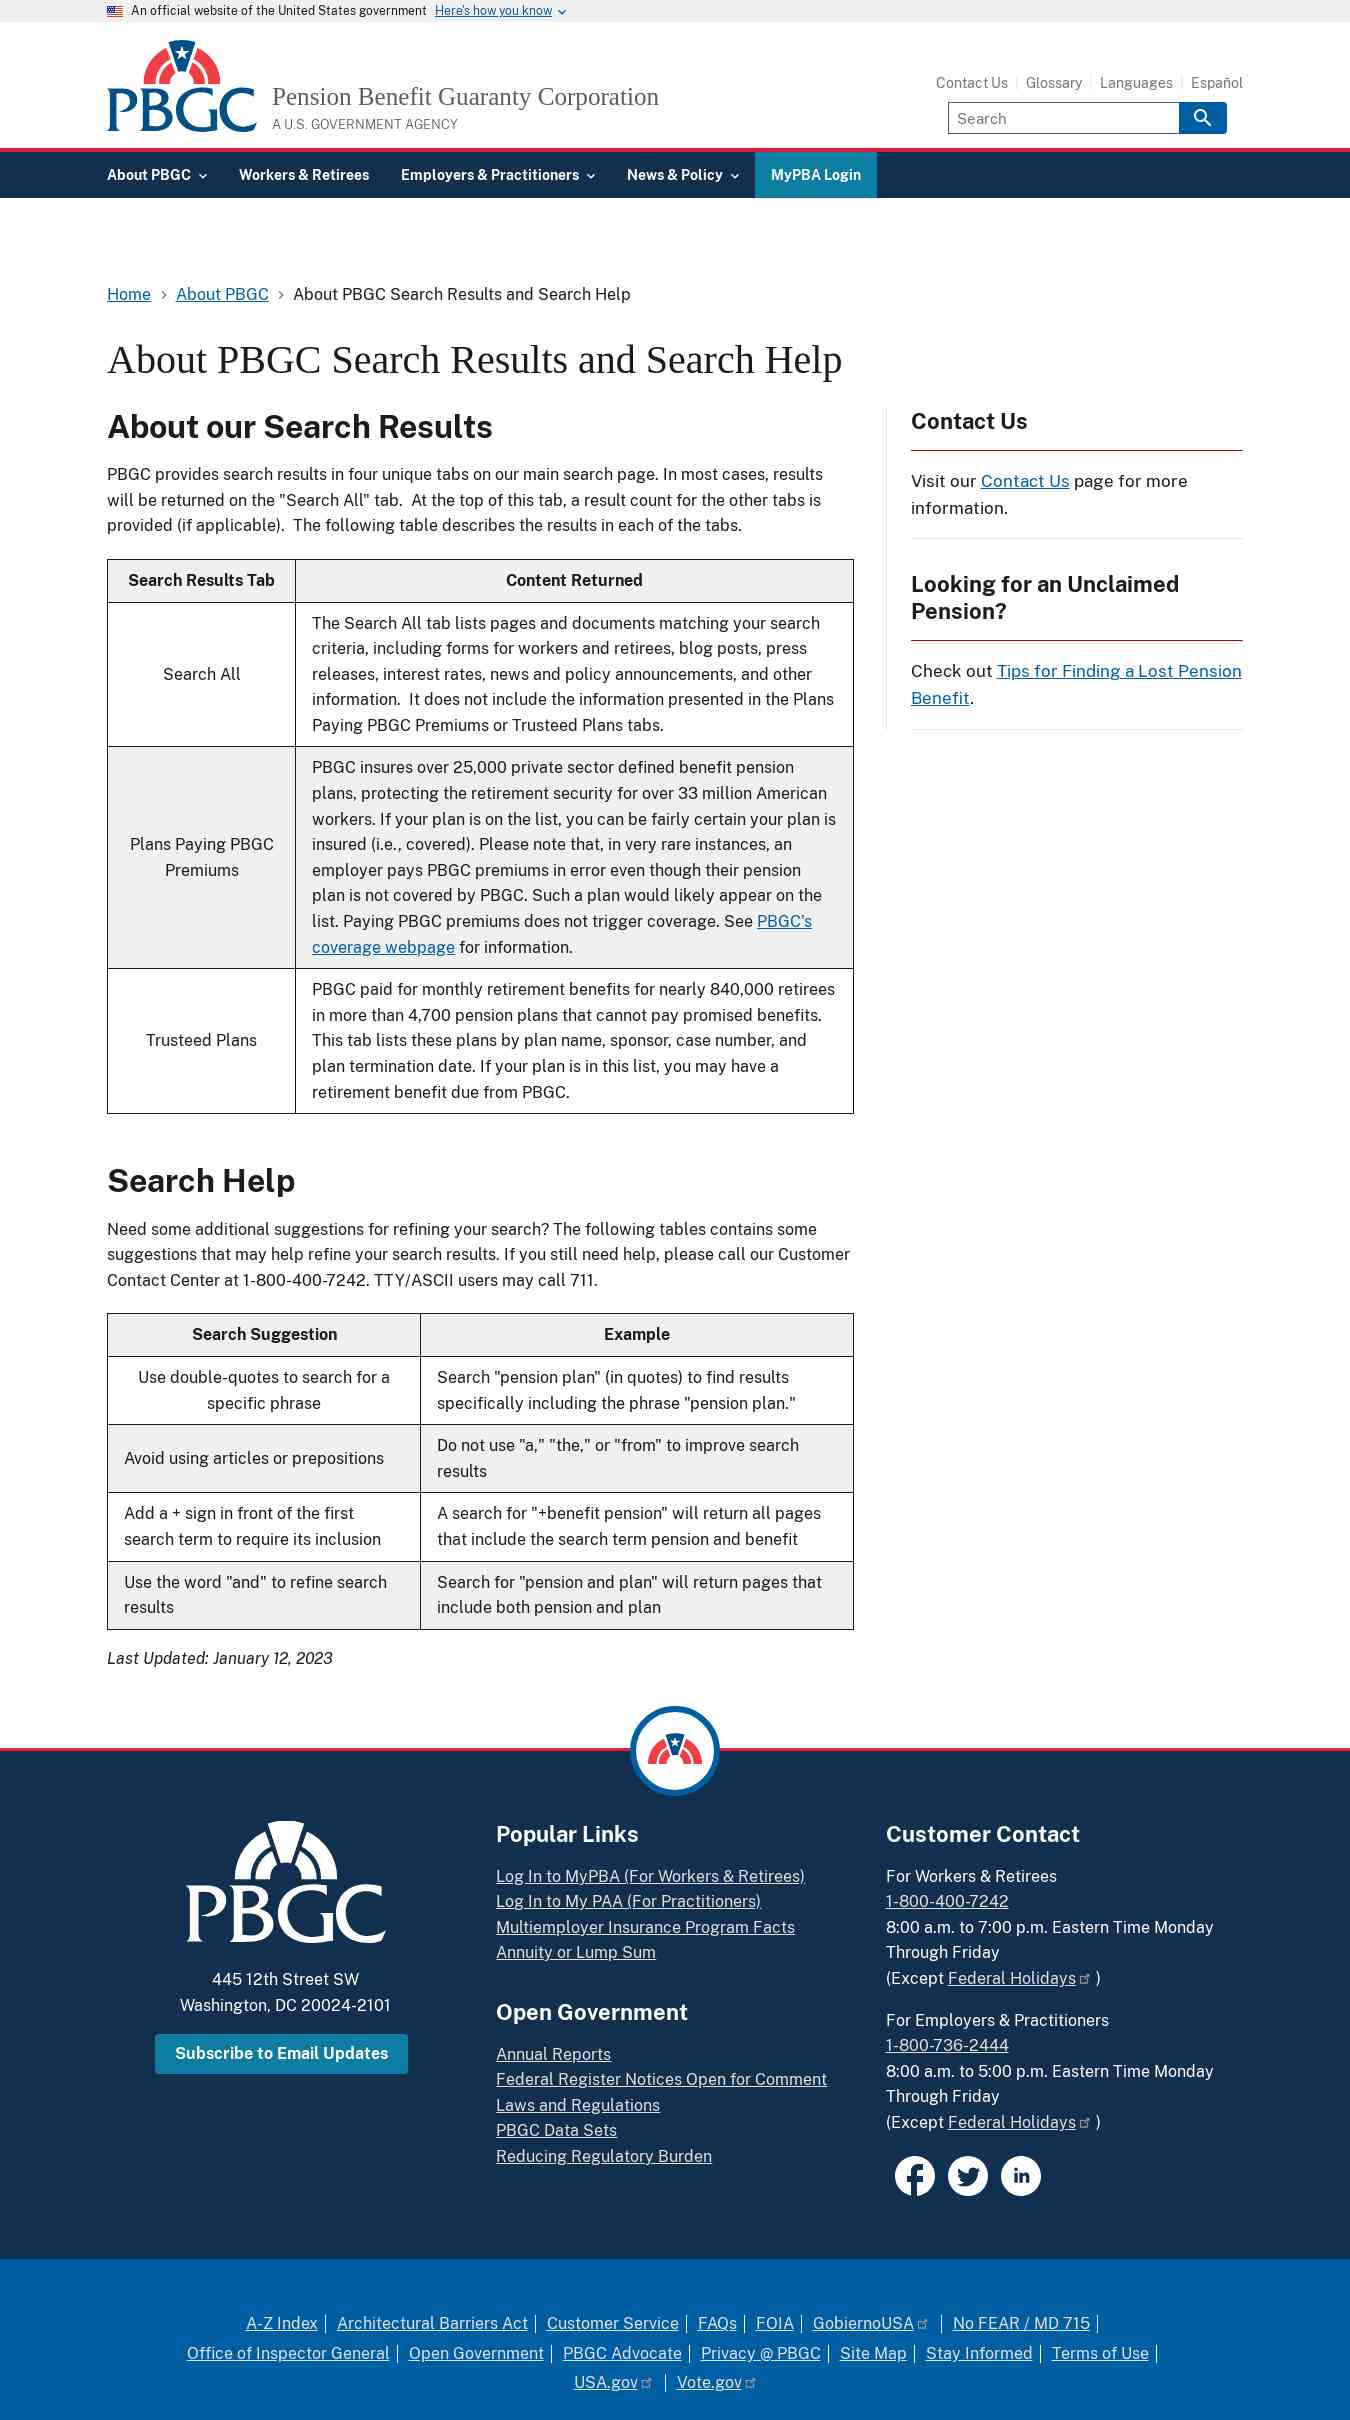 An official website of the United States government Here's how you know
PBGC
Pension Benefit Guaranty Corporation
A U.S. GOVERNMENT AGENCY
Contact Us Glossary Languages Español
Search
About PBGC Workers & Retirees Employers & Practitioners News & Policy MyPBA Login
Home About PBGC About PBGC Search Results and Search Help
About PBGC Search Results and Search Help
About our Search Results
PBGC provides search results in four unique tabs on our main search page. In most cases, results
will be returned on the "Search All" tab.  At the top of this tab, a result count for the other tabs is
provided (if applicable).  The following table describes the results in each of the tabs.
Search Results Tab Content Returned
Search All
The Search All tab lists pages and documents matching your search
criteria, including forms for workers and retirees, blog posts, press
releases, interest rates, news and policy announcements, and other
information.  It does not include the information presented in the Plans
Paying PBGC Premiums or Trusteed Plans tabs.
Plans Paying PBGC
Premiums
PBGC insures over 25,000 private sector defined benefit pension
plans, protecting the retirement security for over 33 million American
workers. If your plan is on the list, you can be fairly certain your plan is
insured (i.e., covered). Please note that, in very rare instances, an
employer pays PBGC premiums in error even though their pension
plan is not covered by PBGC. Such a plan would likely appear on the
list. Paying PBGC premiums does not trigger coverage. See PBGC's
coverage webpage for information.
Trusteed Plans
PBGC paid for monthly retirement benefits for nearly 840,000 retirees
in more than 4,700 pension plans that cannot pay promised benefits.
This tab lists these plans by plan name, sponsor, case number, and
plan termination date. If your plan is in this list, you may have a
retirement benefit due from PBGC.
Contact Us
Visit our Contact Us page for more
information.
Looking for an Unclaimed
Pension?
Check out Tips for Finding a Lost Pension
Benefit.
Search Help
Need some additional suggestions for refining your search? The following tables contains some
suggestions that may help refine your search results. If you still need help, please call our Customer
Contact Center at 1-800-400-7242. TTY/ASCII users may call 711.
Search Suggestion Example
Use double-quotes to search for a
specific phrase
Search "pension plan" (in quotes) to find results
specifically including the phrase "pension plan."
Avoid using articles or prepositions
Do not use "a," "the," or "from" to improve search
results
Add a + sign in front of the first
search term to require its inclusion
A search for "+benefit pension" will return all pages
that include the search term pension and benefit
Use the word "and" to refine search
results
Search for "pension and plan" will return pages that
include both pension and plan
Last Updated: January 12, 2023
PBGC
445 12th Street SW
Washington, DC 20024-2101
Subscribe to Email Updates
Popular Links
Log In to MyPBA (For Workers & Retirees)
Log In to My PAA (For Practitioners)
Multiemployer Insurance Program Facts
Annuity or Lump Sum
Open Government
Annual Reports
Federal Register Notices Open for Comment
Laws and Regulations
PBGC Data Sets
Reducing Regulatory Burden
Customer Contact
For Workers & Retirees
1-800-400-7242
8:00 a.m. to 7:00 p.m. Eastern Time Monday
Through Friday
(Except Federal Holidays )
For Employers & Practitioners
1-800-736-2444
8:00 a.m. to 5:00 p.m. Eastern Time Monday
Through Friday
(Except Federal Holidays )
in
A-Z Index Architectural Barriers Act Customer Service FAQs FOIA GobiernoUSA No FEAR / MD 715
Office of Inspector General Open Government PBGC Advocate Privacy @ PBGC Site Map Stay Informed Terms of Use
USA.gov Vote.gov